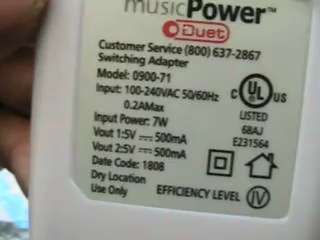 musicPower™
Duet
Customer Service (800) 637-2867
Switching Adapter
Model: 0900-71
Input: 100-240VAC 50/60Hz
0.2AMax
Input Power: 7W
Vout 1:5V 500mA
Vout 2:5V 500mA
Date Code: 1808
Dry Location
Use Only
C UL US
LISTED
68AJ
E231564
EFFICIENCY LEVEL IV